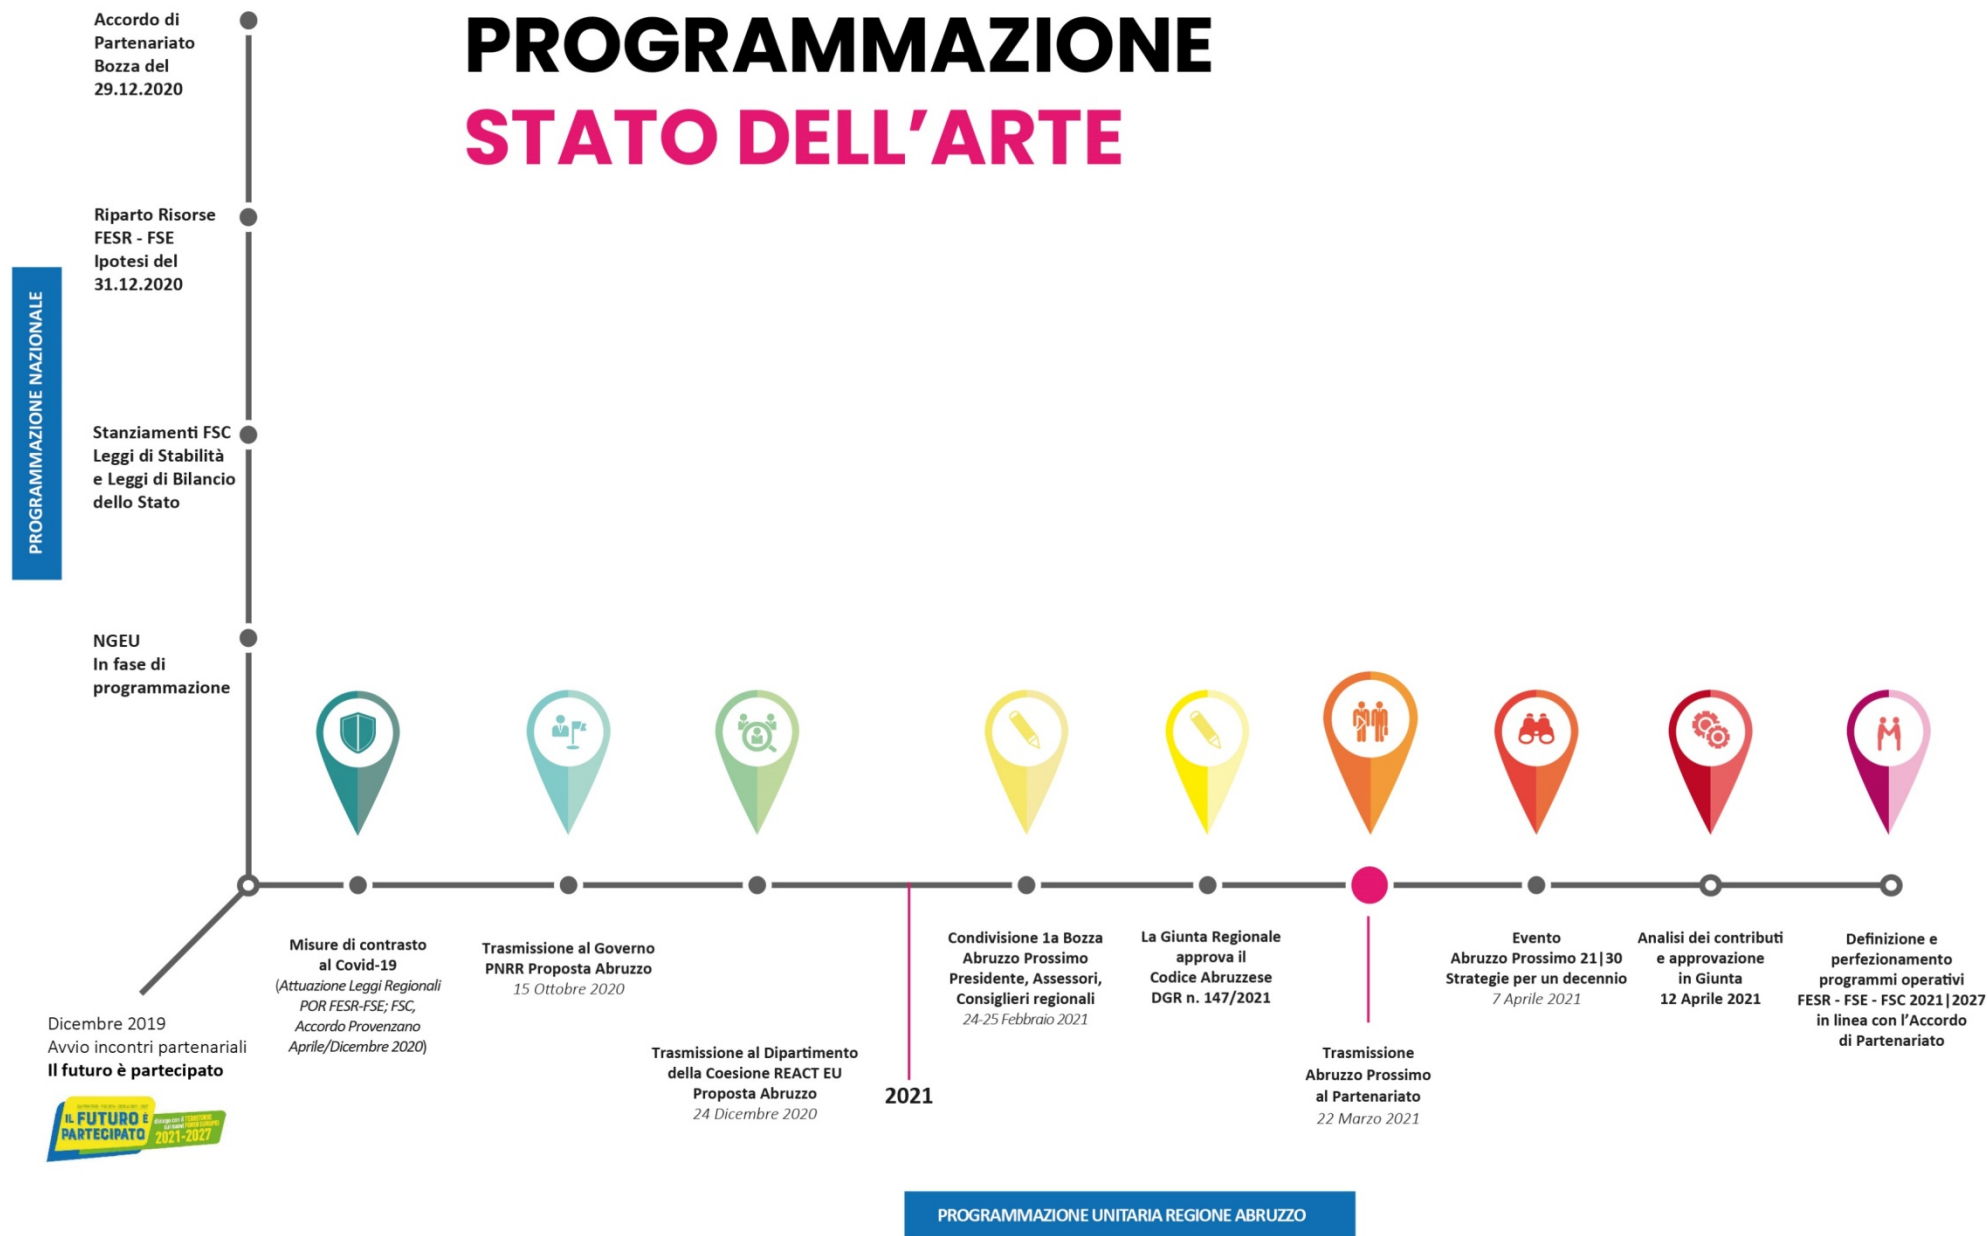 PROGRAMMAZIONE
STATO DELL’ARTE
Accordo di
Partenariato
Bozza del
29.12.2020
Riparto Risorse
FESR - FSE
Ipotesi del
31.12.2020
PROGRAMMAZIONE NAZIONALE
Stanziamenti FSC
Leggi di Stabilità
e Leggi di Bilancio
dello Stato
NGEU
In fase di
programmazione
Dicembre 2019
Avvio incontri partenariali
Il futuro è partecipato
IL FUTURO È
PARTECIPATO
2021-2027
Misure di contrasto
al Covid-19
(Attuazione Leggi Regionali
POR FESR-FSE; FSC,
Accordo Provenzano
Aprile/Dicembre 2020)
Trasmissione al Governo
PNRR Proposta Abruzzo
15 Ottobre 2020
Trasmissione al Dipartimento
della Coesione REACT EU
Proposta Abruzzo
24 Dicembre 2020
2021
Condivisione 1a Bozza
Abruzzo Prossimo
Presidente, Assessori,
Consiglieri regionali
24-25 Febbraio 2021
La Giunta Regionale
approva il
Codice Abruzzese
DGR n. 147/2021
Trasmissione
Abruzzo Prossimo
al Partenariato
22 Marzo 2021
Evento
Abruzzo Prossimo 21|30
Strategie per un decennio
7 Aprile 2021
Analisi dei contributi
e approvazione
in Giunta
12 Aprile 2021
Definizione e
perfezionamento
programmi operativi
FESR - FSE - FSC 2021|2027
in linea con l’Accordo
di Partenariato
PROGRAMMAZIONE UNITARIA REGIONE ABRUZZO